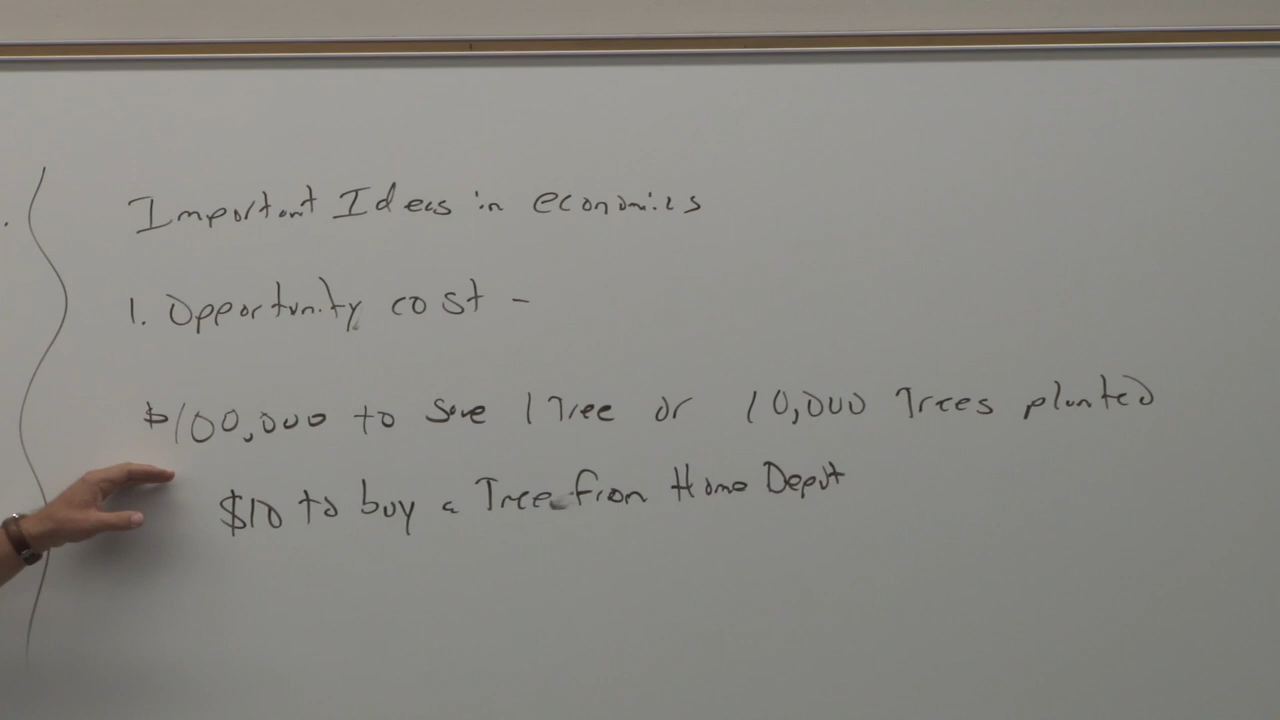 Important Ideas in economics
1. Opportunity cost -
$100,000 to save 1 Tree or 10,000 Trees planted
$10 to buy a Tree from Home Depot